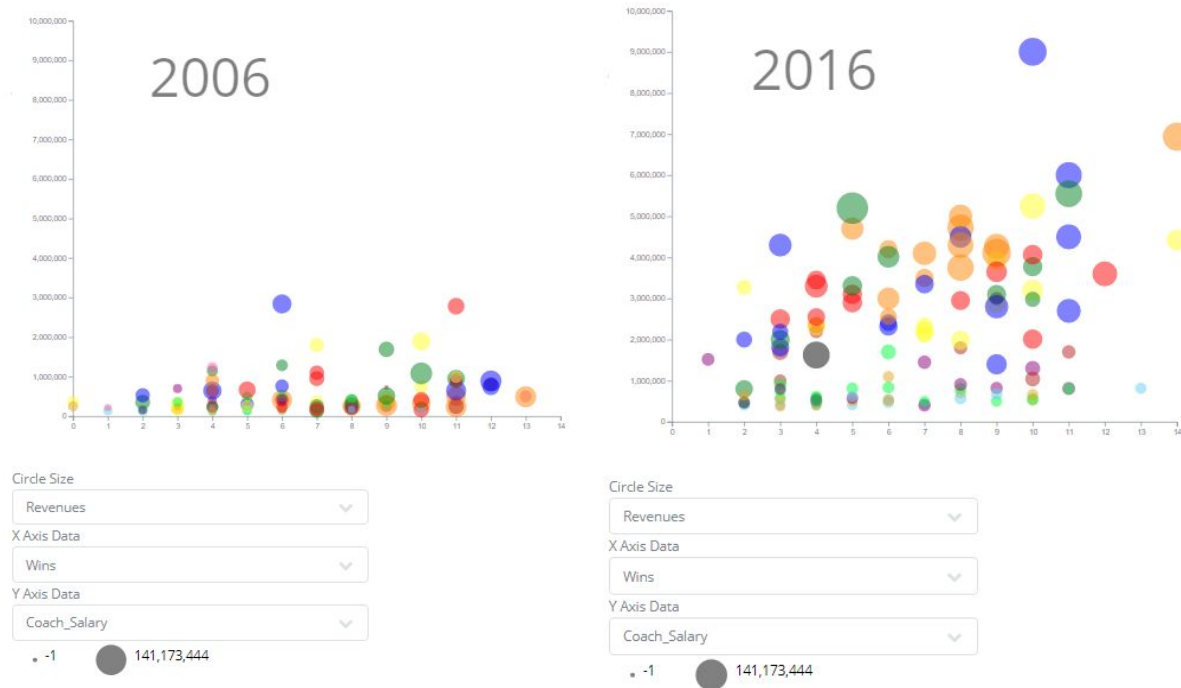 10,000,000
9,000,000
8,000,000
7,000,000
6,000,000
5,000,000
4,000,000
3,000,000
2,000,000
1,000,000
0
2006
0 1 2 3 4 5 6 7 8 9 10 11 12 13 14
Circle Size
Revenues
X Axis Data
Wins
Y Axis Data
Coach_Salary
-1 141,173,444
10,000,000
9,000,000
8,000,000
7,000,000
6,000,000
5,000,000
4,000,000
3,000,000
2,000,000
1,000,000
0
2016
0 1 2 3 4 5 6 7 8 9 10 11 12 13 14
Circle Size
Revenues
X Axis Data
Wins
Y Axis Data
Coach_Salary
-1 141,173,444